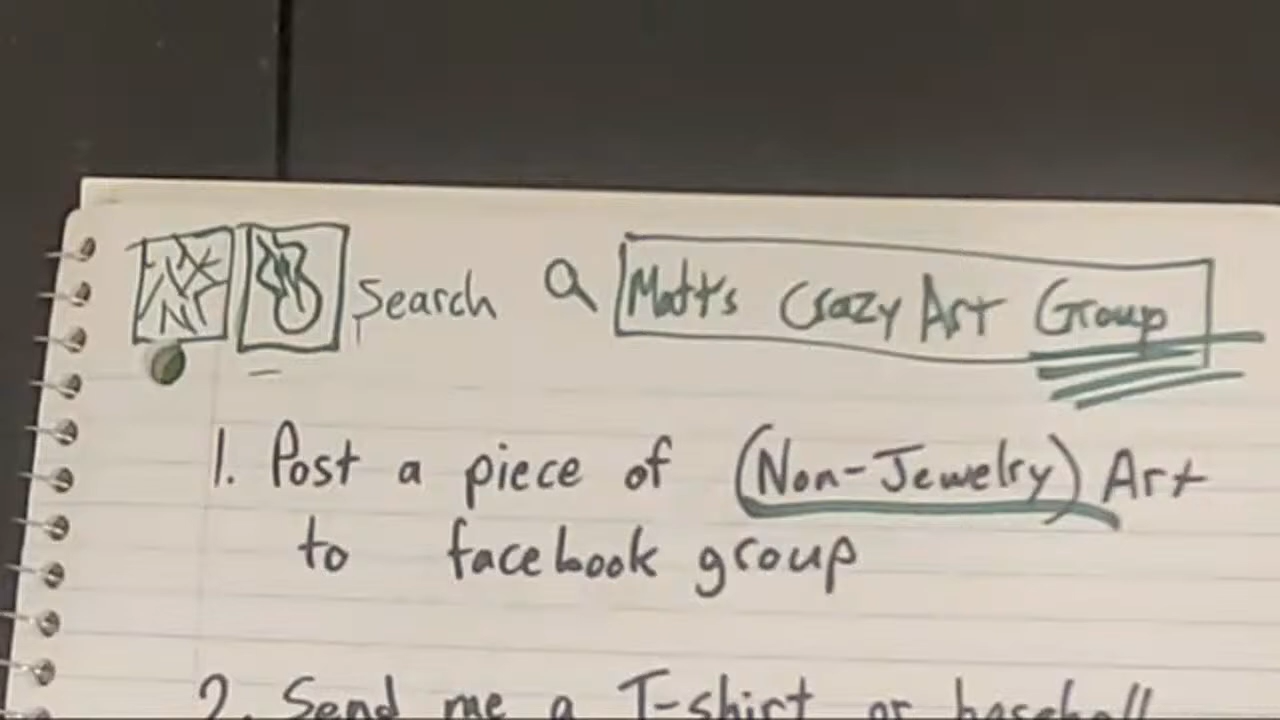 Search Matt's Crazy Art Group
1. Post a piece of (Non-Jewelry) Art
to facebook group
2. Send me a T-shirt or baseball